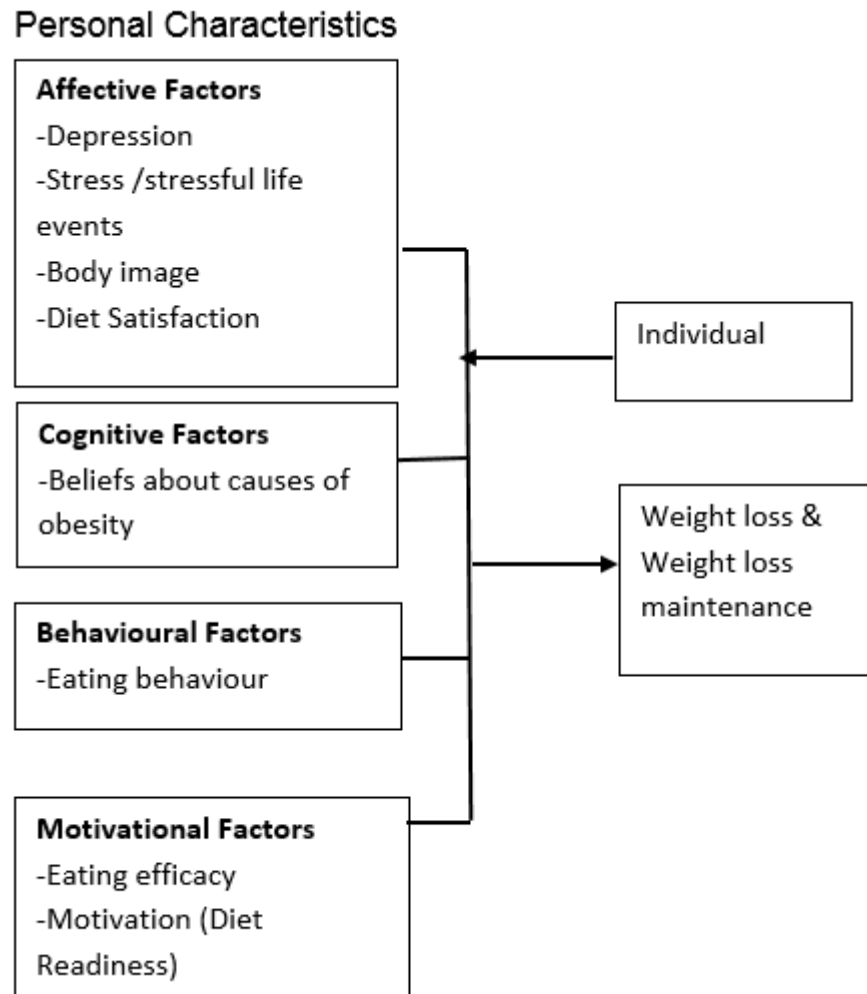 Personal Characteristics
Affective Factors
-Depression
-Stress /stressful life
events
-Body image
-Diet Satisfaction
Individual
Cognitive Factors
-Beliefs about causes of
obesity
Weight loss &
Weight loss
maintenance
Behavioural Factors
-Eating behaviour
Motivational Factors
-Eating efficacy
-Motivation (Diet
Readiness)